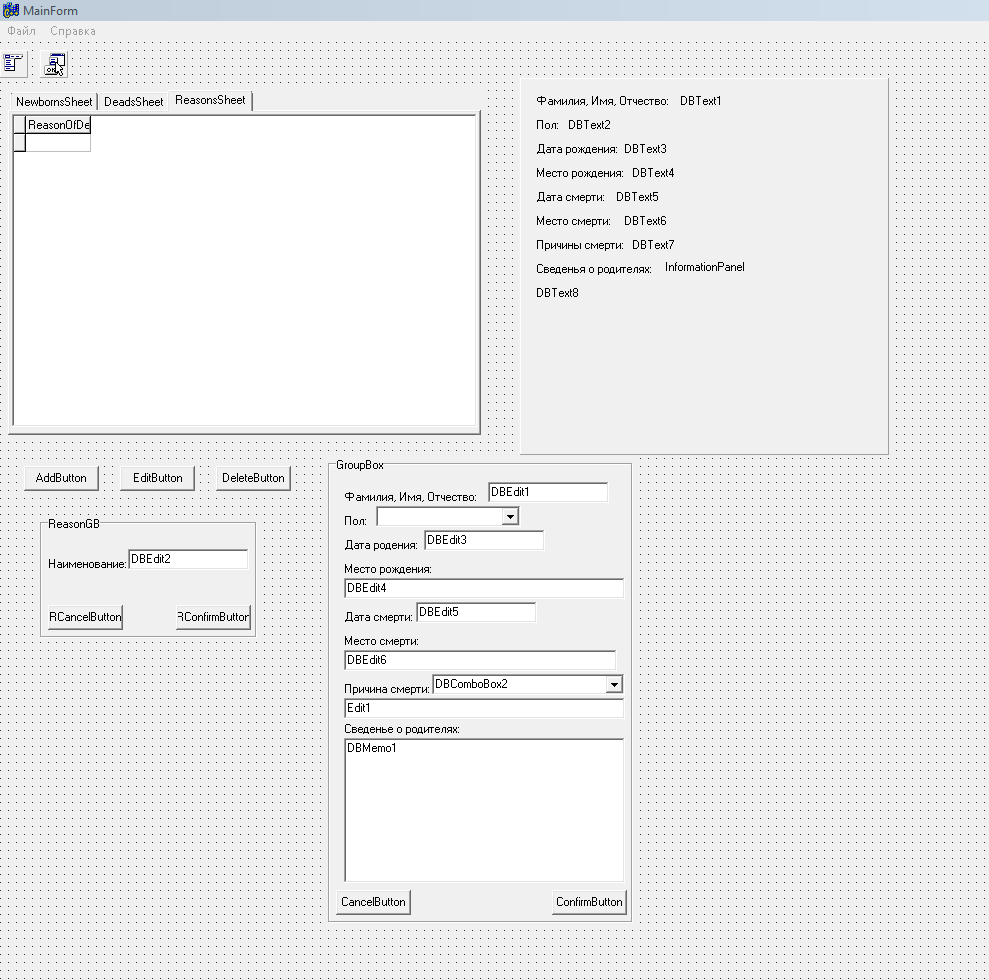 MainForm
Файл Справка
NewbornsSheet DeadsSheet ReasonsSheet
ReasonOfDe
Фамилия, Имя, Отчество: DBText1
Пол: DBText2
Дата рождения: DBText3
Место рождения: DBText4
Дата смерти: DBText5
Место смерти: DBText6
Причины смерти: DBText7
Сведенья о родителях: InformationPanel
DBText8
AddButton EditButton DeleteButton
ReasonGB
Наименование: DBEdit2
RCancelButton RConfirmButton
GroupBox
Фамилия, Имя, Отчество: DBEdit1
Пол:
Дата родения: DBEdit3
Место рождения:
DBEdit4
Дата смерти: DBEdit5
Место смерти:
DBEdit6
Причина смерти: DBComboBox2
Edit1
Сведенье о родителях:
DBMemo1
CancelButton ConfirmButton